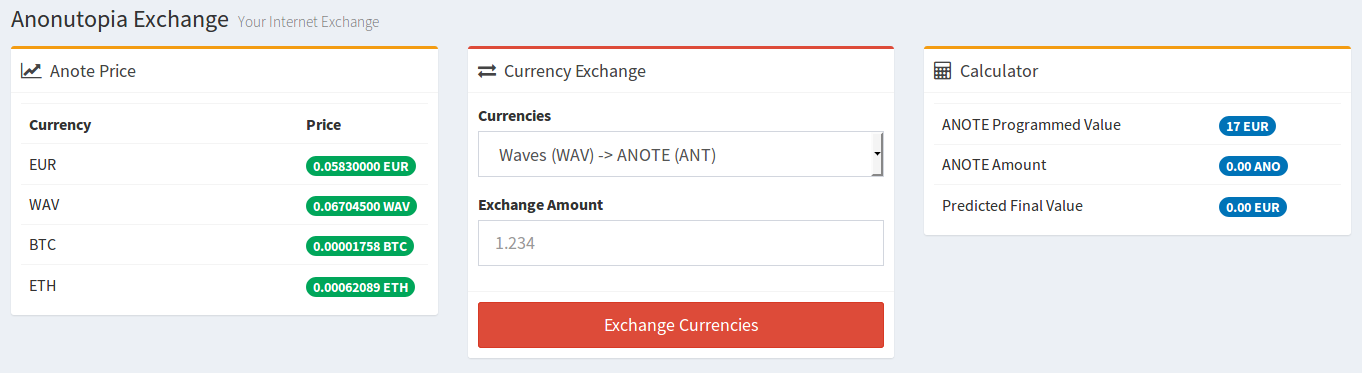 Anonutopia Exchange Your Internet Exchange
Anote Price
Currency Price
EUR 0.05830000 EUR
WAV 0.06704500 WAV
BTC 0.00001758 BTC
ETH 0.00062089 ETH
Currency Exchange
Currencies
Waves (WAV) -> ANOTE (ANT)
Exchange Amount
1.234
Exchange Currencies
Calculator
ANOTE Programmed Value 17 EUR
ANOTE Amount 0.00 ANO
Predicted Final Value 0.00 EUR